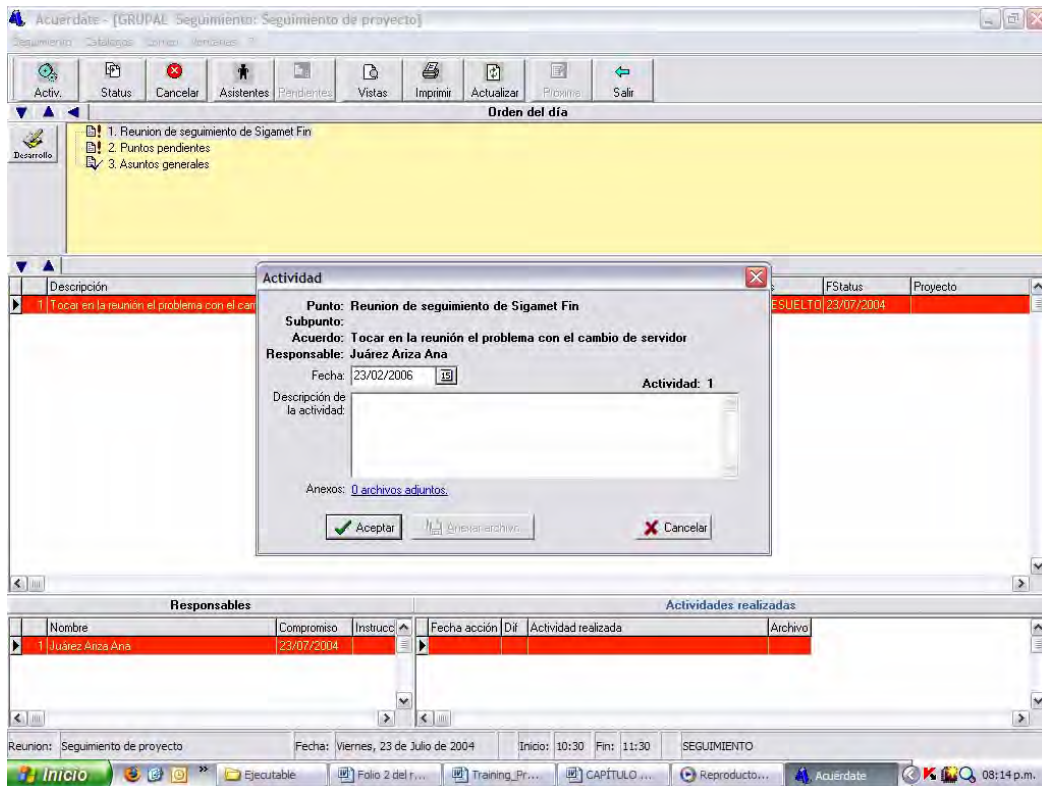 Acuerdate - [GRUPAL Seguimiento: Seguimiento de proyecto]
Seguimiento Catálogos Correo Ventanas ?
Activ. Status Cancelar Asistentes Pendientes Vistas Imprimir Actualizar Próxima Salir
Orden del día
Desarrollo
1. Reunion de seguimiento de Sigamet Fin
2. Puntos pendientes
3. Asuntos generales
Descripción FStatus Proyecto
1 Tocar en la reunión el problema con el cam ESUELTO 23/07/2004
Actividad
Punto: Reunion de seguimiento de Sigamet Fin
Subpunto:
Acuerdo: Tocar en la reunión el problema con el cambio de servidor
Responsable: Juárez Ariza Ana
Fecha: 23/02/2006 15
Actividad: 1
Descripción de
la actividad:
Anexos: 0 archivos adjuntos.
Aceptar Anexar archivo... Cancelar
Responsables Actividades realizadas
Nombre Compromiso Instrucc Fecha acción Dif Actividad realizada Archivo
1 Juárez Ariza Ana 23/07/2004
Reunion: Seguimiento de proyecto Fecha: Viernes, 23 de Julio de 2004 Inicio: 10:30 Fin: 11:30 SEGUIMIENTO
Inicio » Ejecutable Folio 2 del r... Training_Pr... CAPÍTULO ... Reproducto... Acuérdate 08:14 p.m.